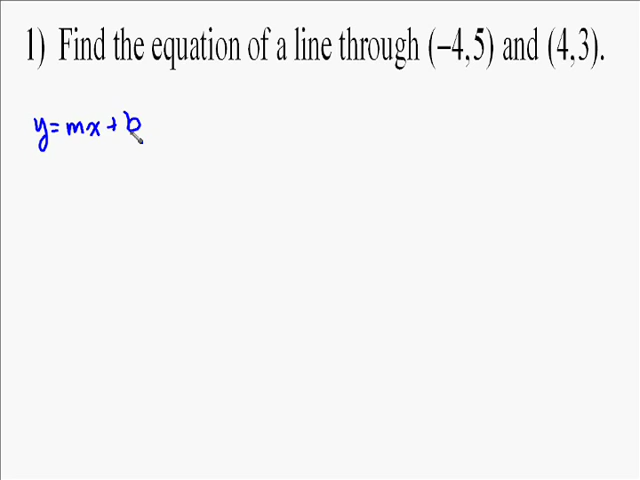 1) Find the equation of a line through (−4,5) and (4,3).
y = mx + b